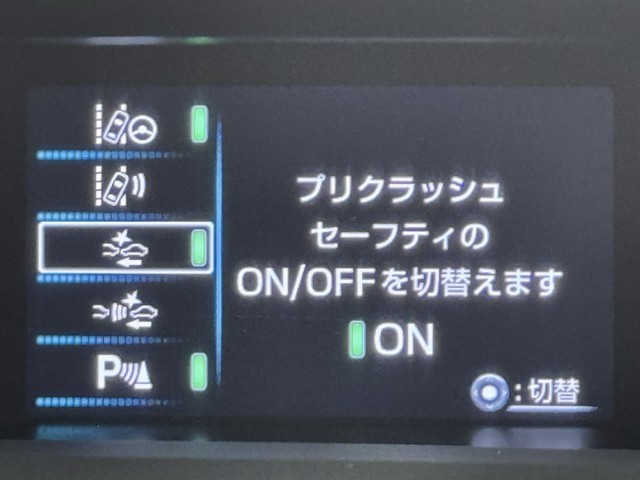 プリクラッシュ
セーフティの
ON/OFFを切替えます
ON
P
:切替